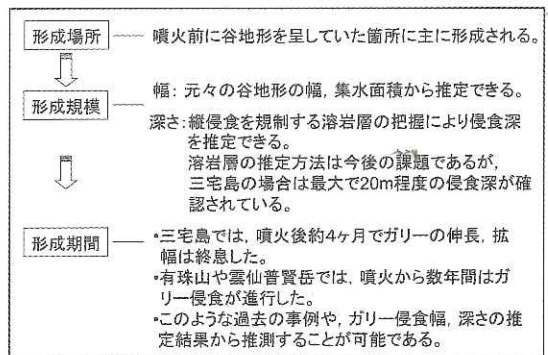 形成場所 噴火前に谷地形を呈していた箇所に主に形成される。
形成規模
幅：元々の谷地形の幅，集水面積から推定できる。
深さ：縦侵食を規制する溶岩層の把握により侵食深
を推定できる。
溶岩層の推定方法は今後の課題であるが，
三宅島の場合は最大で20m程度の侵食深が確
認されている。
形成期間
・三宅島では，噴火後約4ヶ月でガリーの伸長，拡
幅は終息した。
・有珠山や雲仙普賢岳では，噴火から数年間はガ
リー侵食が進行した。
・このような過去の事例や，ガリー侵食幅，深さの推
定結果から推測することが可能である。